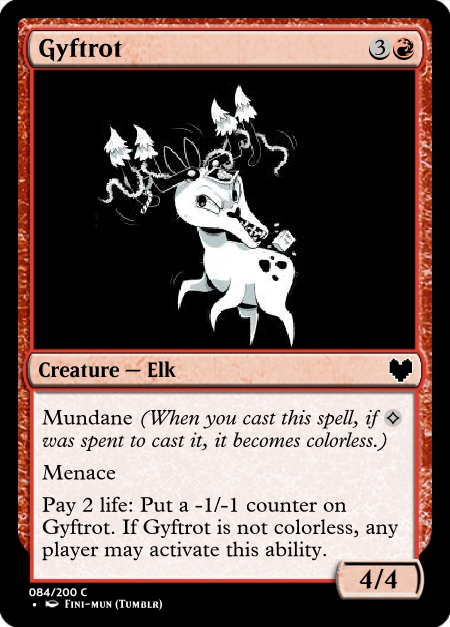 Gyftrot 3
Creature — Elk
Mundane (When you cast this spell, if
was spent to cast it, it becomes colorless.)
Menace
Pay 2 life: Put a -1/-1 counter on
Gyftrot. If Gyftrot is not colorless, any
player may activate this ability.
4/4
084/200 C
• Fini-mun (Tumblr)